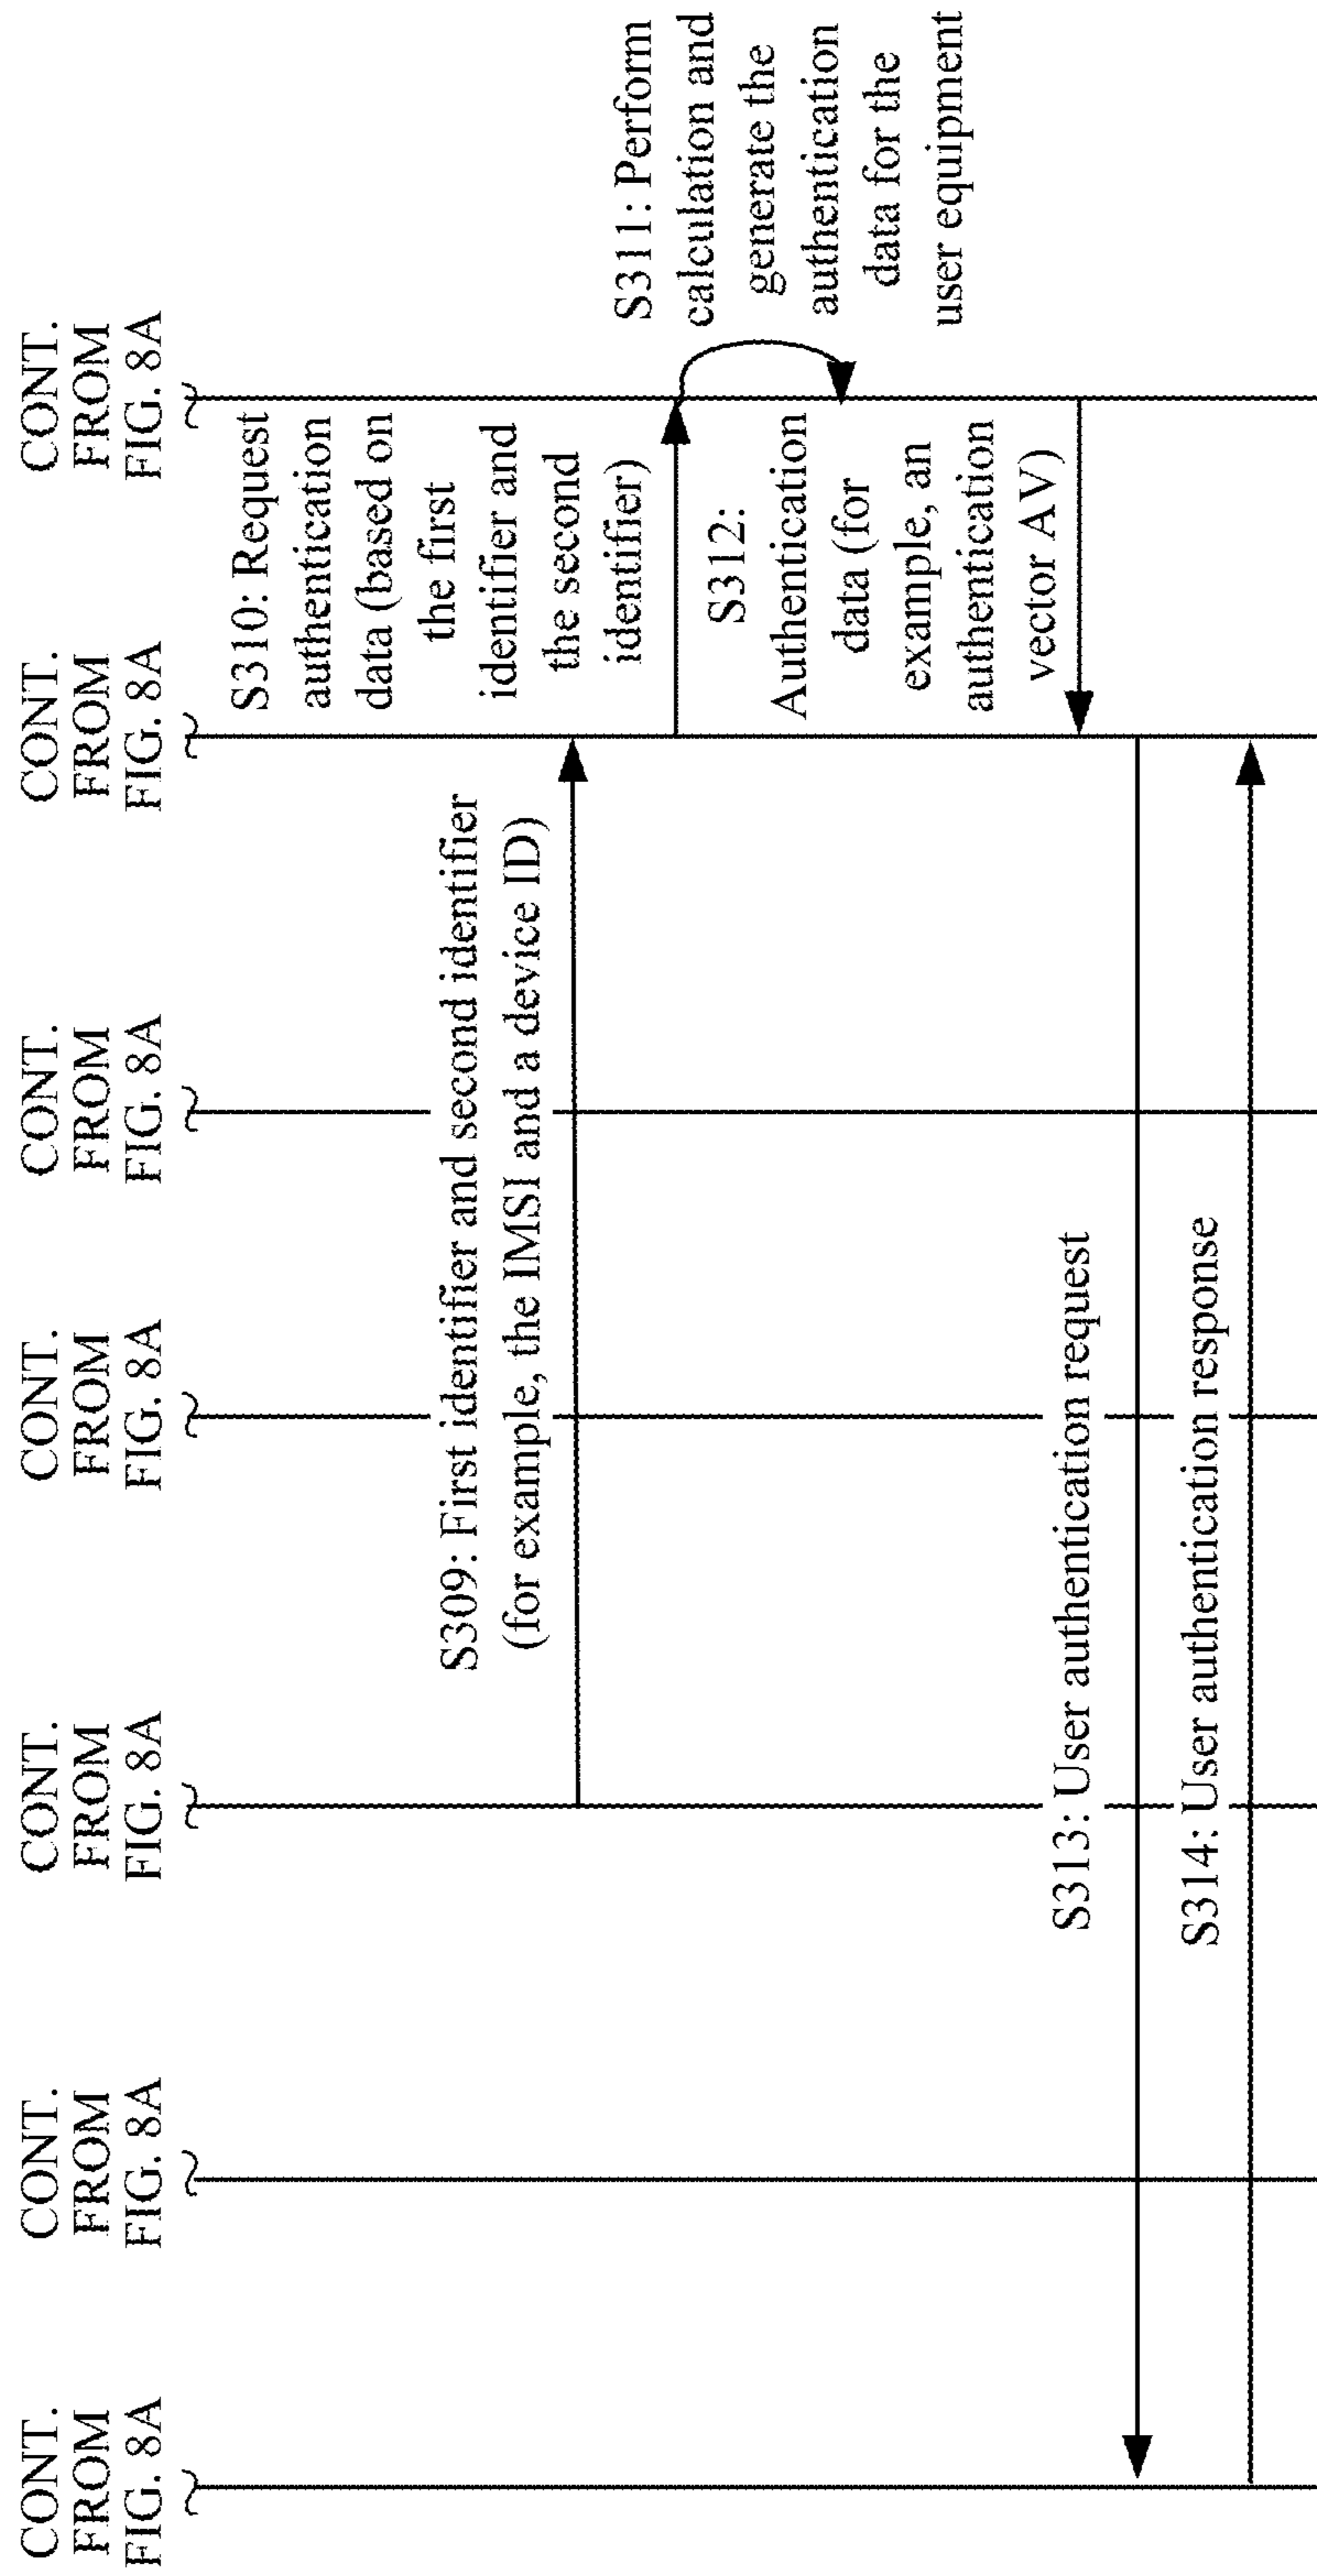 CONT.
FROM
FIG. 8A
CONT.
FROM
FIG. 8A
CONT.
FROM
FIG. 8A
CONT.
FROM
FIG. 8A
CONT.
FROM
FIG. 8A
CONT.
FROM
FIG. 8A
CONT.
FROM
FIG. 8A
S309: First identifier and second identifier
(for example, the IMSI and a device ID)
S310: Request
authentication
data (based on
the first
identifier and
the second
identifier)
S311: Perform
calculation and
generate the
authentication
data for the
user equipment
S312:
Authentication
data (for
example, an
authentication
vector AV)
S313: User authentication request
S314: User authentication response